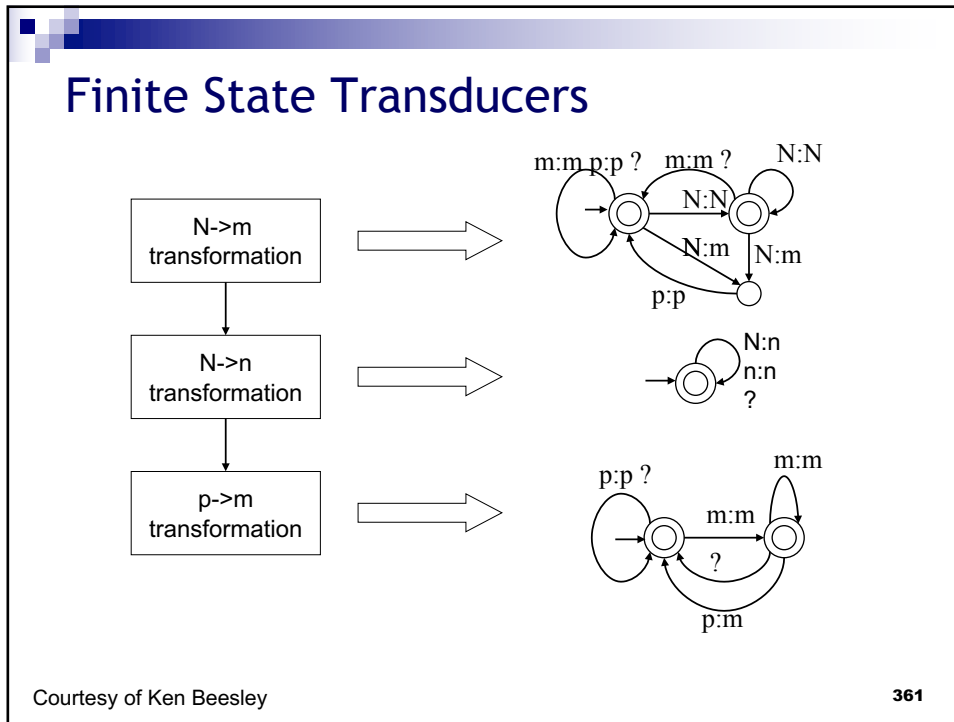 Finite State Transducers
N->m
transformation
m:m p:p ?
m:m ?
N:N
N:N
N:m
N:m
p:p
N->n
transformation
N:n
n:n
?
p->m
transformation
p:p ?
m:m
m:m
?
p:m
Courtesy of Ken Beesley
361